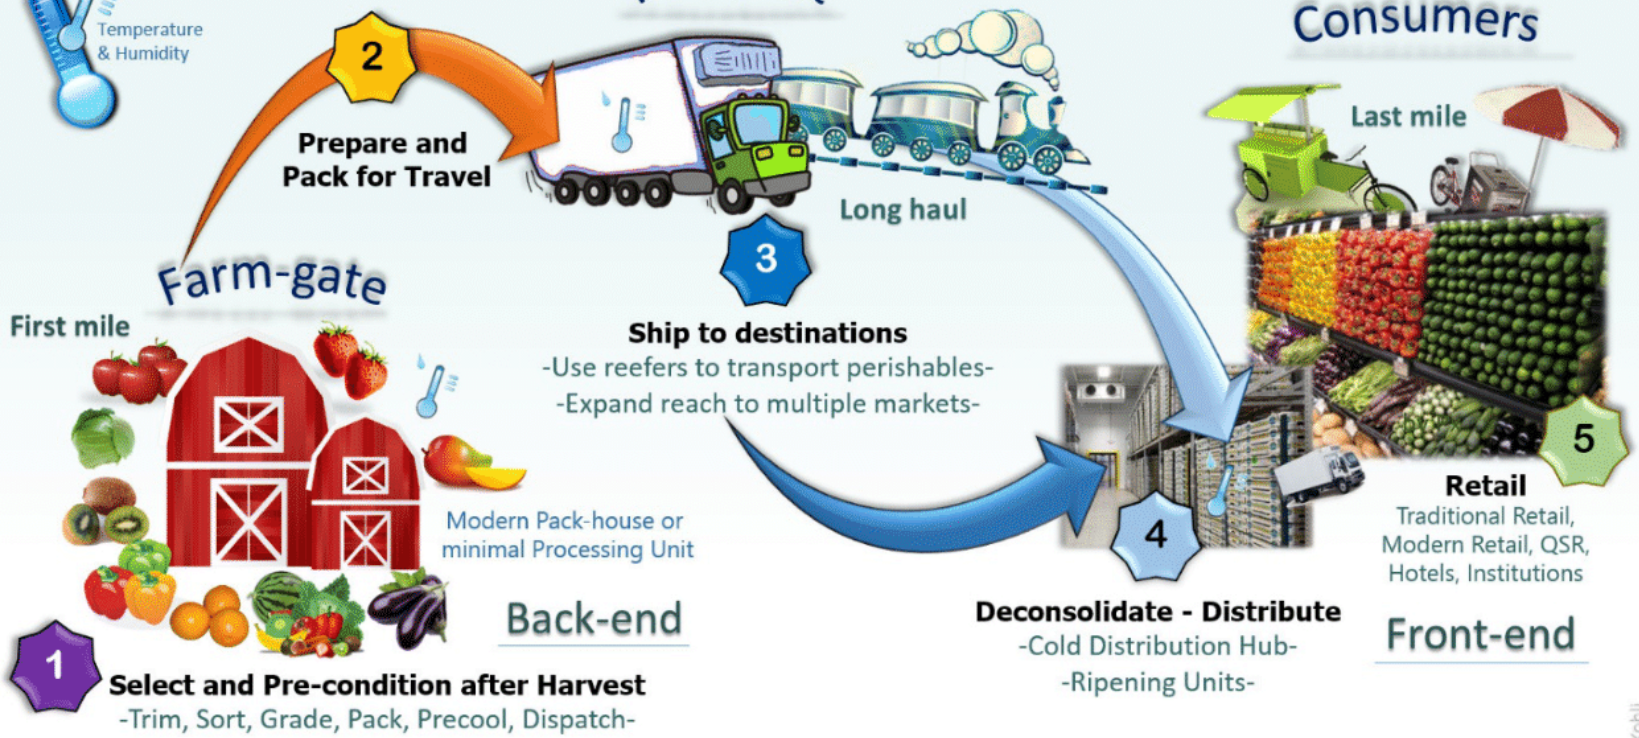 Temperature
& Humidity
Consumers
2
Last mile
Prepare and
Pack for Travel
Long haul
3
Farm-gate
First mile
Ship to destinations
-Use reefers to transport perishables-
-Expand reach to multiple markets-
Modern Pack-house or
minimal Processing Unit
Back-end
1
Select and Pre-condition after Harvest
-Trim, Sort, Grade, Pack, Precool, Dispatch-
4
Deconsolidate - Distribute
-Cold Distribution Hub-
-Ripening Units-
5
Retail
Traditional Retail,
Modern Retail, QSR,
Hotels, Institutions
Front-end